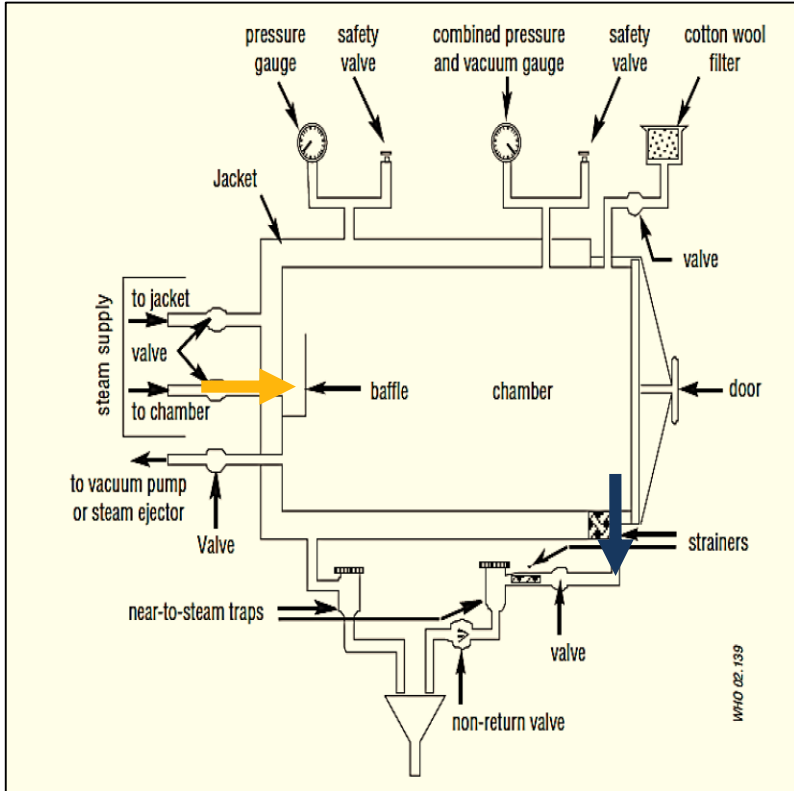 pressure
gauge
safety
valve
combined pressure
and vacuum gauge
safety
valve
cotton wool
filter
Jacket
valve
steam supply
to jacket
valve
to chamber
baffle
chamber
door
to vacuum pump
or steam ejector
Valve
strainers
near-to-steam traps
valve
non-return valve
WHO 02.139